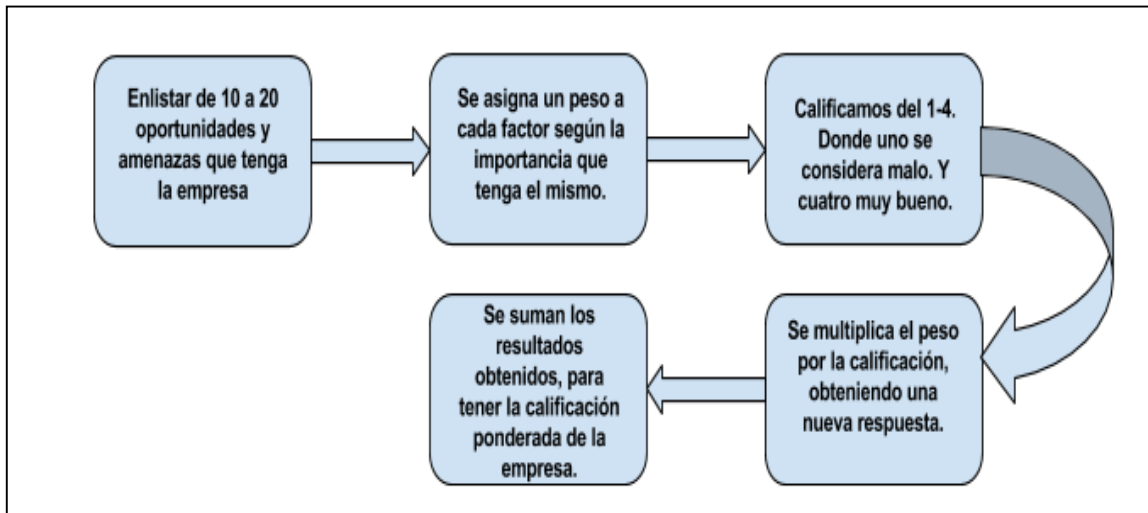 Enlistar de 10 a 20
oportunidades y
amenazas que tenga
la empresa
Se asigna un peso a
cada factor según la
importancia que
tenga el mismo.
Calificamos del 1-4.
Donde uno se
considera malo. Y
cuatro muy bueno.
Se multiplica el peso
por la calificación,
obteniendo una
nueva respuesta.
Se suman los
resultados
obtenidos, para
tener la calificación
ponderada de la
empresa.